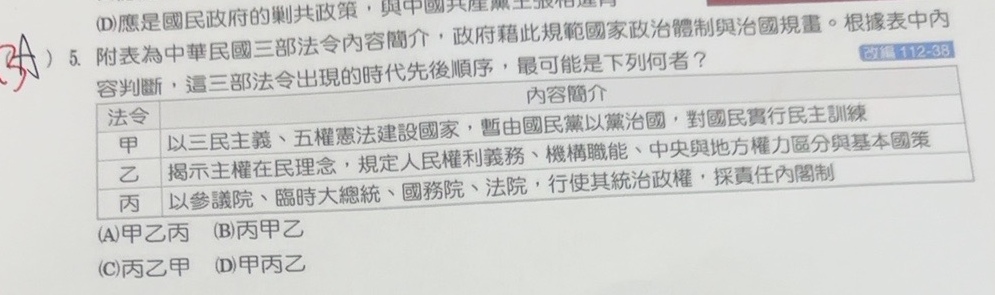 (D)應是國民政府的剿共政策，與中國共產黨主張相違背
）5. 附表為中華民國三部法令內容簡介，政府藉此規範國家政治體制與治國規畫。根據表中內
容判斷，這三部法令出現的時代先後順序，最可能是下列何者？ 改編 112-38
法令 內容簡介
甲 以三民主義、五權憲法建設國家，暫由國民黨以黨治國，對國民實行民主訓練
乙 揭示主權在民理念，規定人民權利義務、機構職能、中央與地方權力區分與基本國策
丙 以參議院、臨時大總統、國務院、法院，行使其統治政權，採責任內閣制
(A)甲乙丙 (B)丙甲乙
(C)丙乙甲 (D)甲丙乙